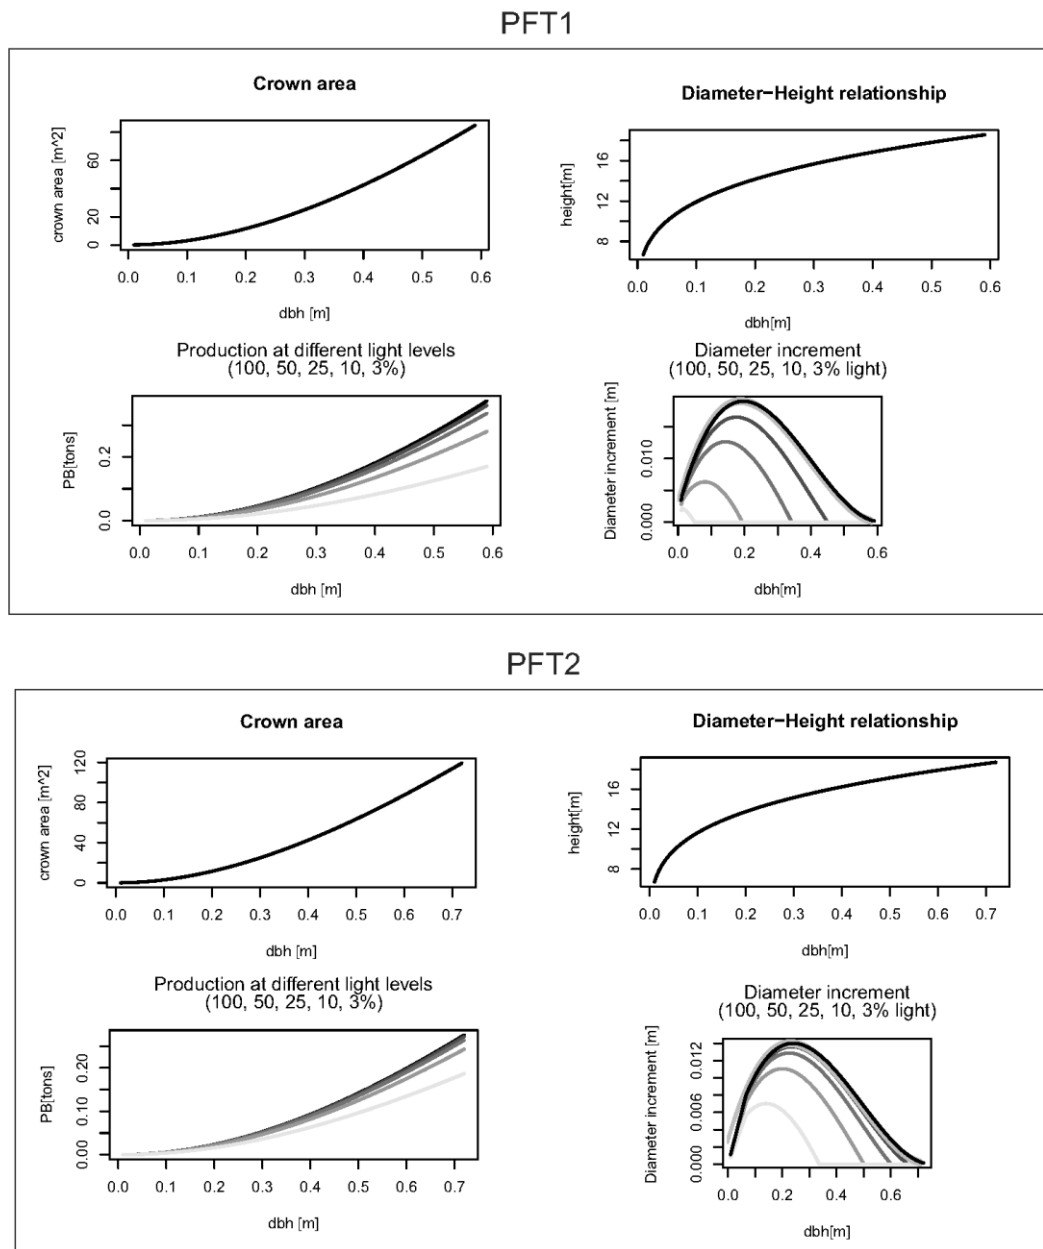 PFT1
Crown area
crown area [m^2]
60
20
0
0.0 0.1 0.2 0.3 0.4 0.5 0.6
dbh [m]
Diameter−Height relationship
height[m]
16
12
8
0.0 0.1 0.2 0.3 0.4 0.5 0.6
dbh[m]
Production at different light levels
(100, 50, 25, 10, 3%)
PB[tons]
0.2
0.0
0.0 0.1 0.2 0.3 0.4 0.5 0.6
dbh [m]
Diameter increment
(100, 50, 25, 10, 3% light)
Diameter increment [m]
0.010
0.000
0.0 0.2 0.4 0.6
dbh[m]
PFT2
Crown area
crown area [m^2]
120
80
40
0
0.0 0.1 0.2 0.3 0.4 0.5 0.6 0.7
dbh [m]
Diameter−Height relationship
height[m]
16
12
8
0.0 0.1 0.2 0.3 0.4 0.5 0.6 0.7
dbh[m]
Production at different light levels
(100, 50, 25, 10, 3%)
PB[tons]
0.20
0.10
0.00
0.0 0.1 0.2 0.3 0.4 0.5 0.6 0.7
dbh [m]
Diameter increment
(100, 50, 25, 10, 3% light)
Diameter increment [m]
0.012
0.006
0.000
0.0 0.2 0.4 0.6
dbh[m]